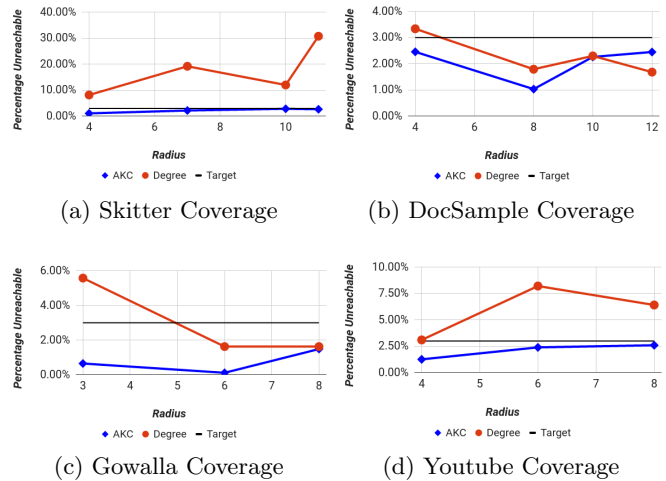 Percentage Unreachable
40.00%
30.00%
20.00%
10.00%
0.00%
4 6 8 10
Radius
AKC Degree Target
(a) Skitter Coverage
Percentage Unreachable
4.00%
3.00%
2.00%
1.00%
0.00%
4 6 8 10 12
Radius
AKC Degree Target
(b) DocSample Coverage
Percentage Unreachable
6.00%
4.00%
2.00%
0.00%
3 4 5 6 7 8
Radius
AKC Degree Target
(c) Gowalla Coverage
Percentage Unreachable
10.00%
7.50%
5.00%
2.50%
0.00%
4 5 6 7 8
Radius
AKC Degree Target
(d) Youtube Coverage